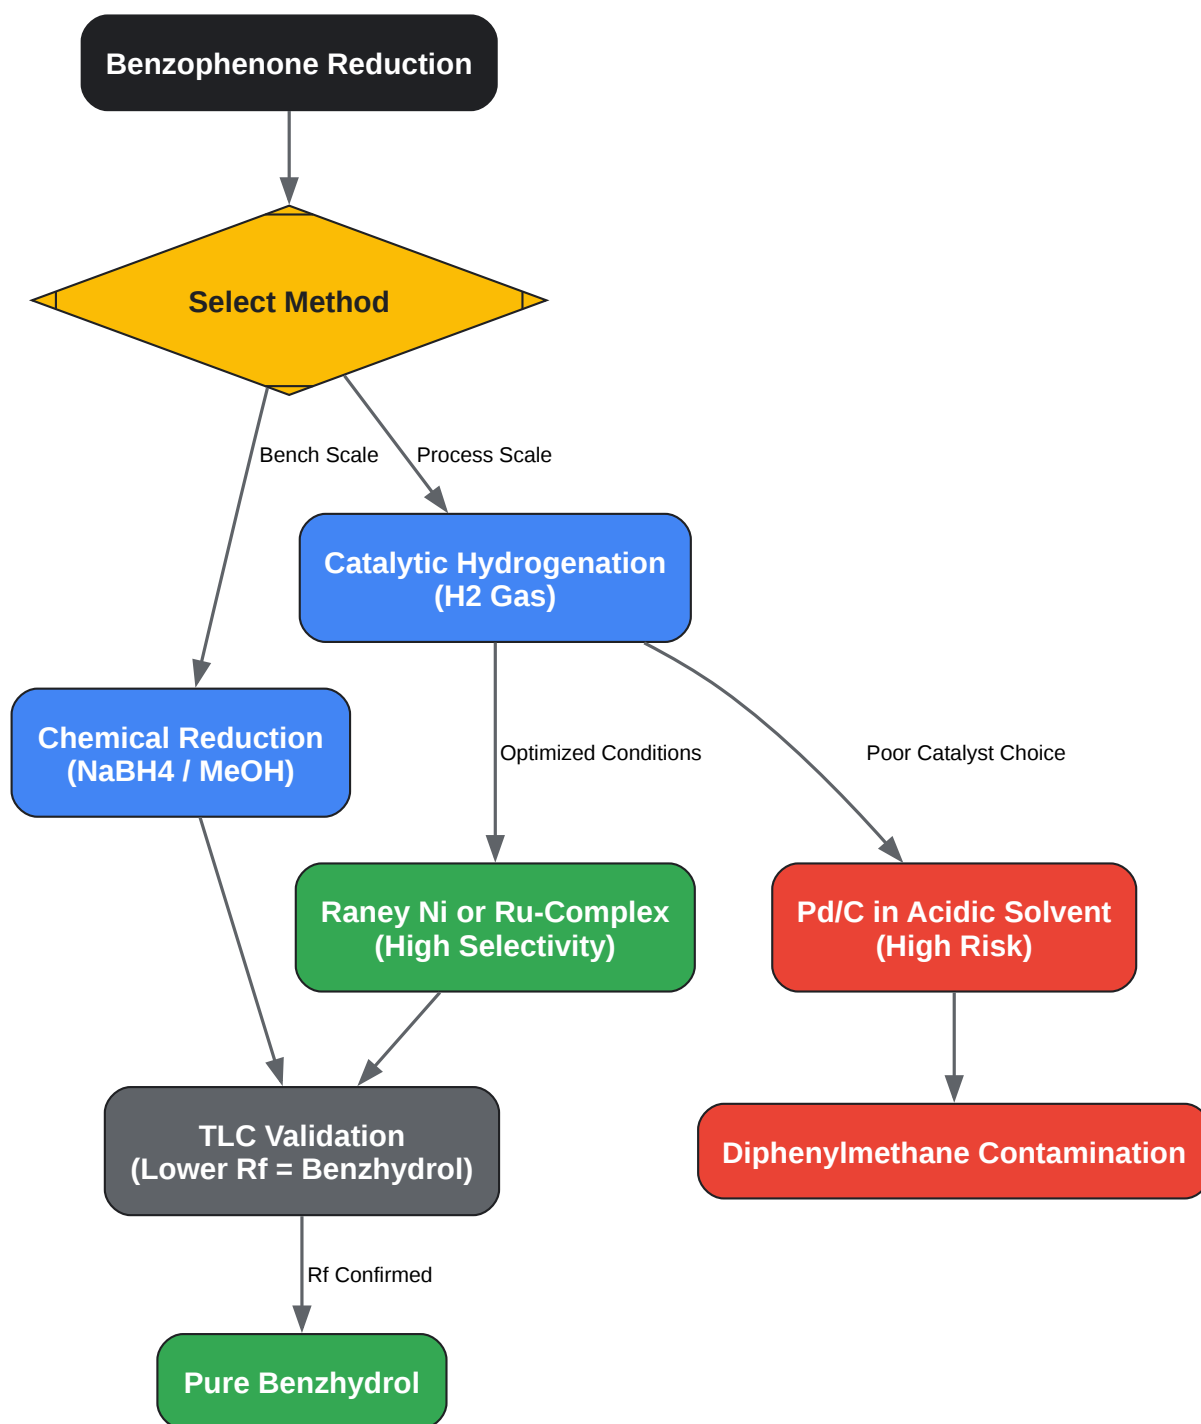 Benzophenone Reduction
Select Method
Bench Scale
Process Scale
Catalytic Hydrogenation
(H2 Gas)
Chemical Reduction
(NaBH4 / MeOH)
Optimized Conditions
Poor Catalyst Choice
Raney Ni or Ru-Complex
(High Selectivity)
Pd/C in Acidic Solvent
(High Risk)
TLC Validation
(Lower Rf = Benzhydrol)
Diphenylmethane Contamination
Rf Confirmed
Pure Benzhydrol